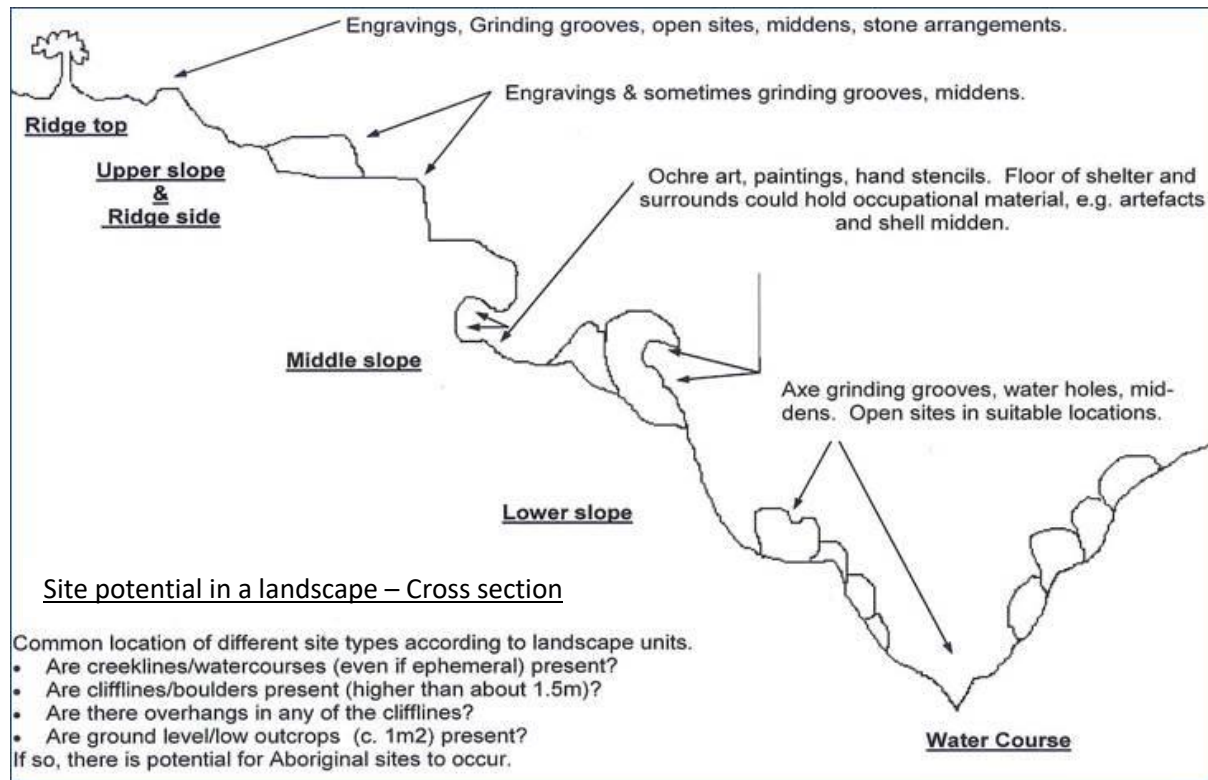 Engravings, Grinding grooves, open sites, middens, stone arrangements.
Engravings & sometimes grinding grooves, middens.
Ridge top
Upper slope
&
Ridge side
Ochre art, paintings, hand stencils. Floor of shelter and
surrounds could hold occupational material, e.g. artefacts
and shell midden.
Middle slope
Axe grinding grooves, water holes, mid-
dens. Open sites in suitable locations.
Lower slope
Site potential in a landscape – Cross section
Common location of different site types according to landscape units.
• Are creeklines/watercourses (even if ephemeral) present?
• Are clifflines/boulders present (higher than about 1.5m)?
• Are there overhangs in any of the clifflines?
• Are ground level/low outcrops (c. 1m2) present?
If so, there is potential for Aboriginal sites to occur.
Water Course